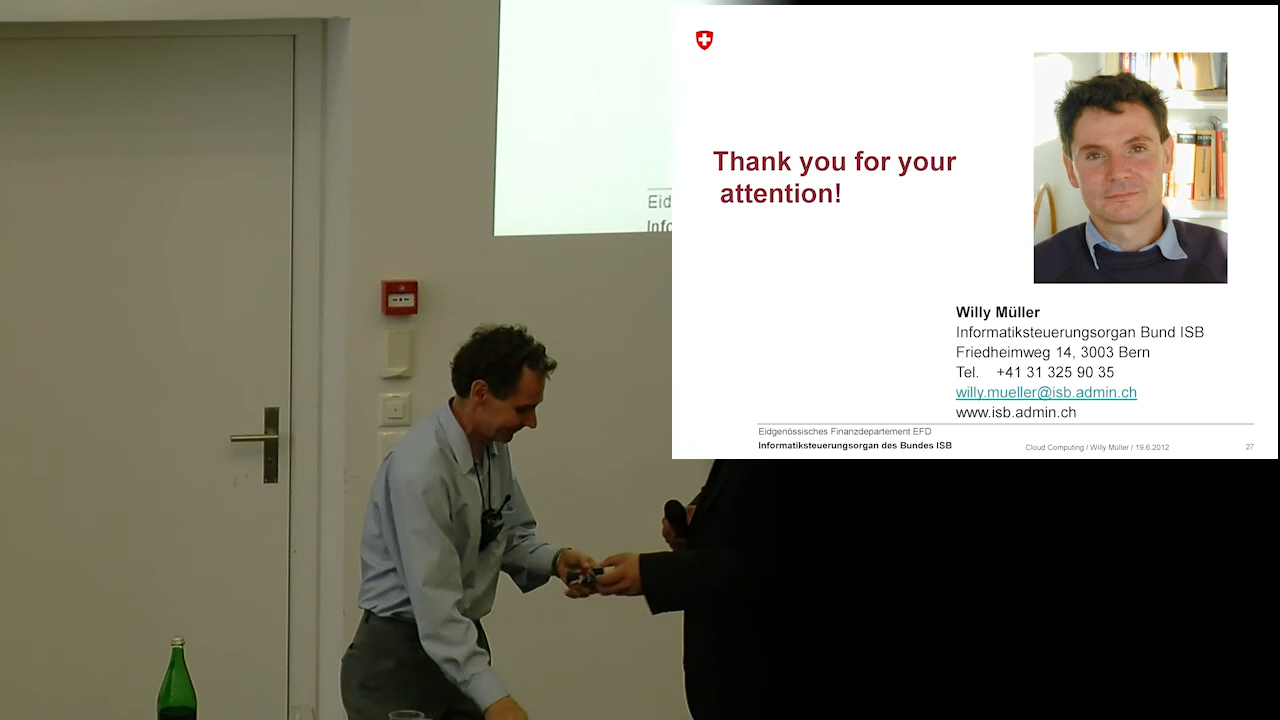 Eid
Info
Thank you for your
attention!
Willy Müller
Informatiksteuerungsorgan Bund ISB
Friedheimweg 14, 3003 Bern
Tel. +41 31 325 90 35
willy.mueller@isb.admin.ch
www.isb.admin.ch
Eidgenössisches Finanzdepartement EFD
Informatiksteuerungsorgan des Bundes ISB
Cloud Computing / Willy Müller / 19.6.2012
27